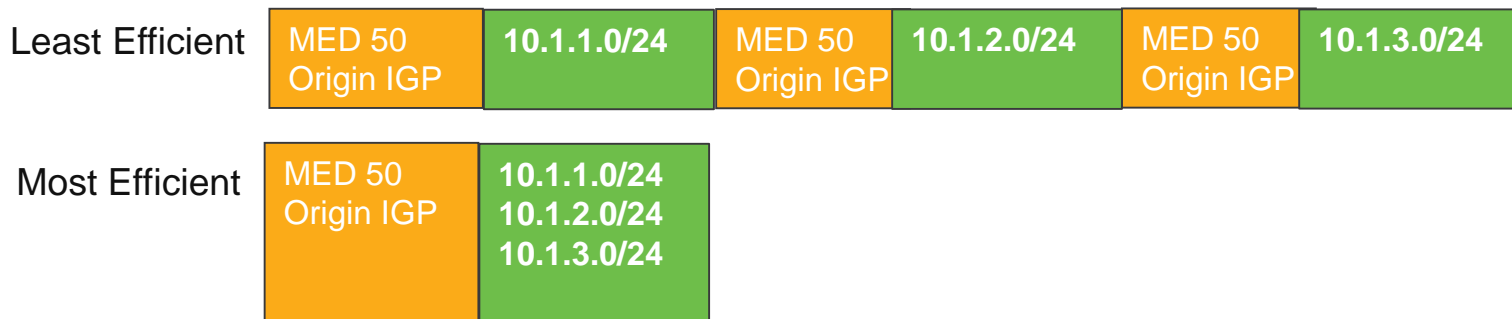 Least Efficient
MED 50
Origin IGP
10.1.1.0/24
MED 50
Origin IGP
10.1.2.0/24
MED 50
Origin IGP
10.1.3.0/24
Most Efficient
MED 50
Origin IGP
10.1.1.0/24
10.1.2.0/24
10.1.3.0/24